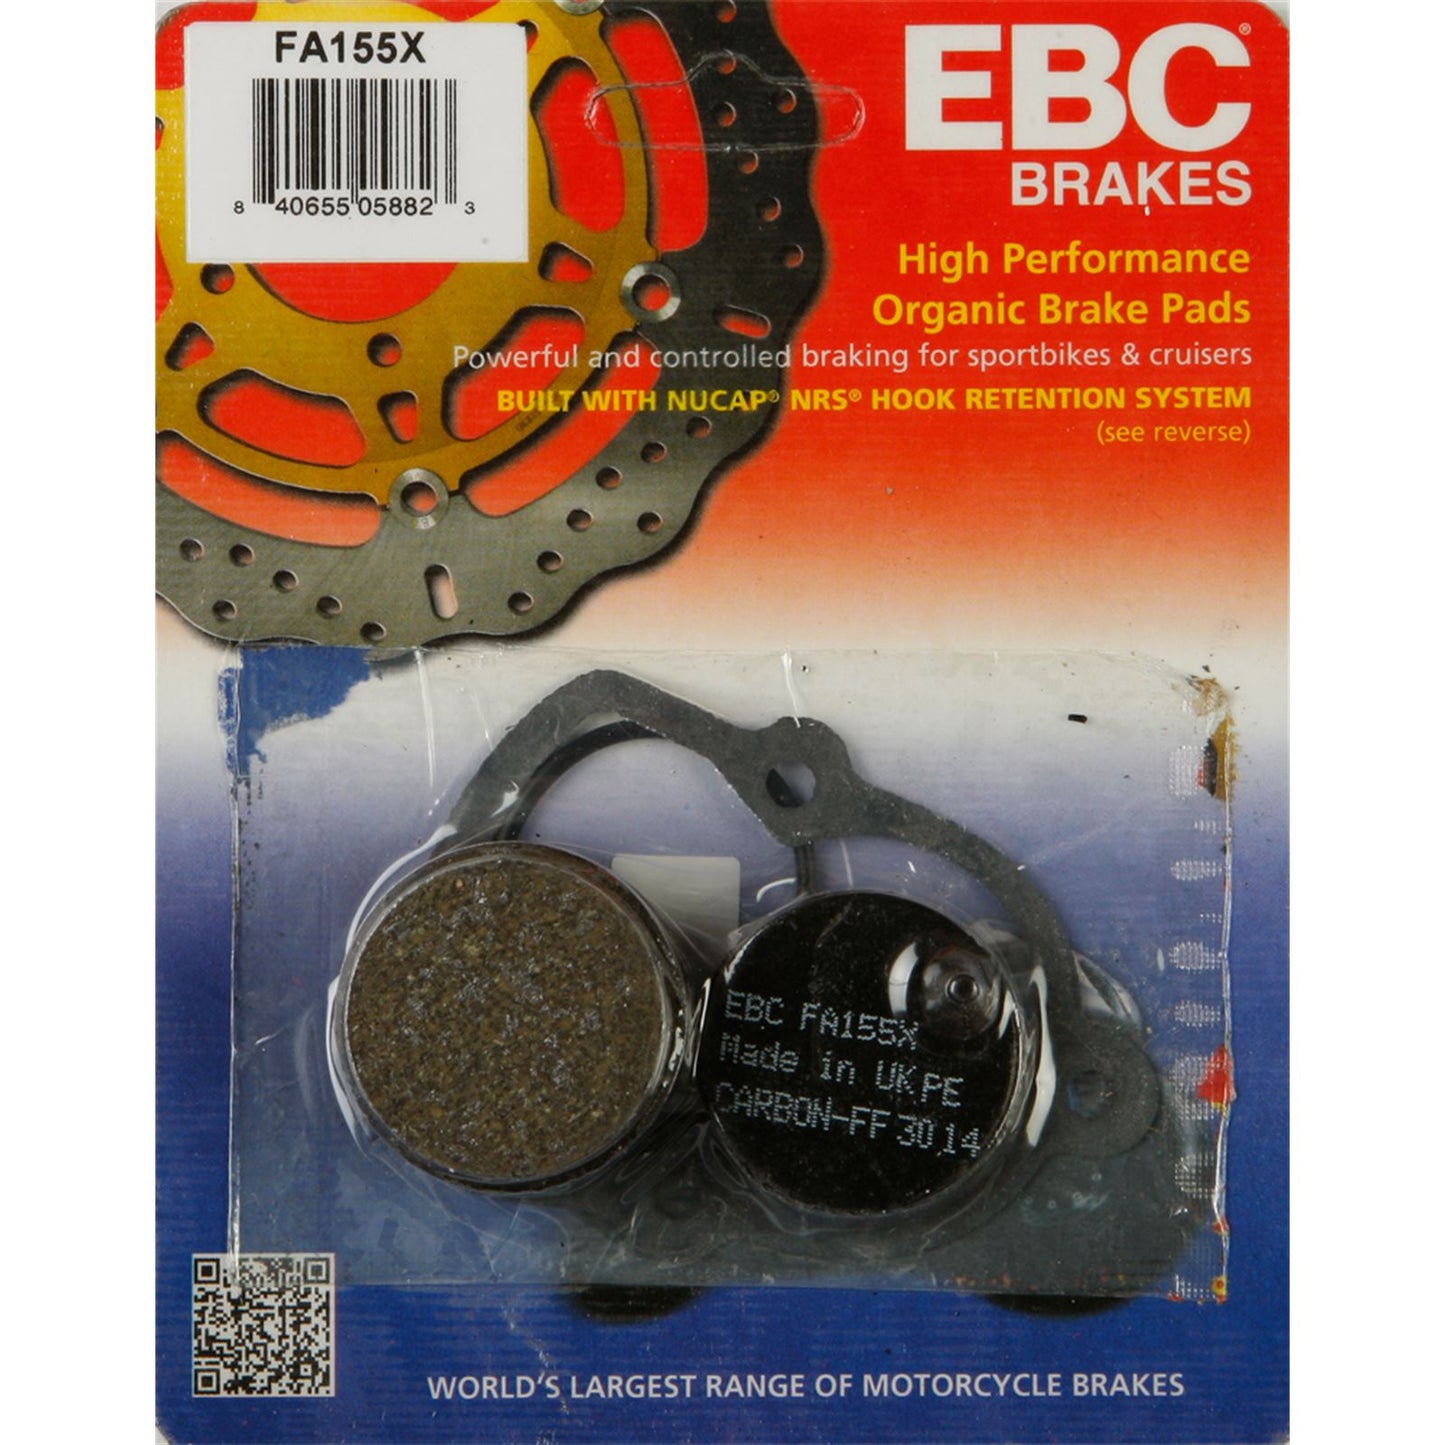 FA155X
8 40655 05882 3
EBC®
BRAKES
High Performance
Organic Brake Pads
Powerful and controlled braking for sportbikes & cruisers
BUILT WITH NUCAP® NRS® HOOK RETENTION SYSTEM
(see reverse)
EBC FA155X
Made in UK PE
CARBON-FF 30 14
WORLD'S LARGEST RANGE OF MOTORCYCLE BRAKES